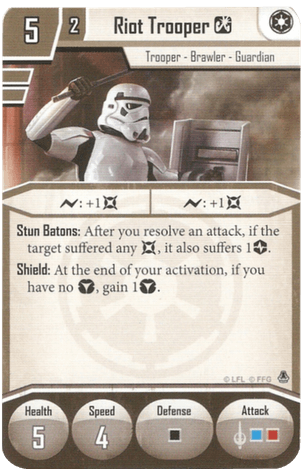 5 2 Riot Trooper
Trooper - Brawler - Guardian
: +1 : +1
Stun Batons: After you resolve an attack, if the
target suffered any , it also suffers 1 .
Shield: At the end of your activation, if you
have no , gain 1 .
© LFL © FFG
Health Speed Defense Attack
5 4